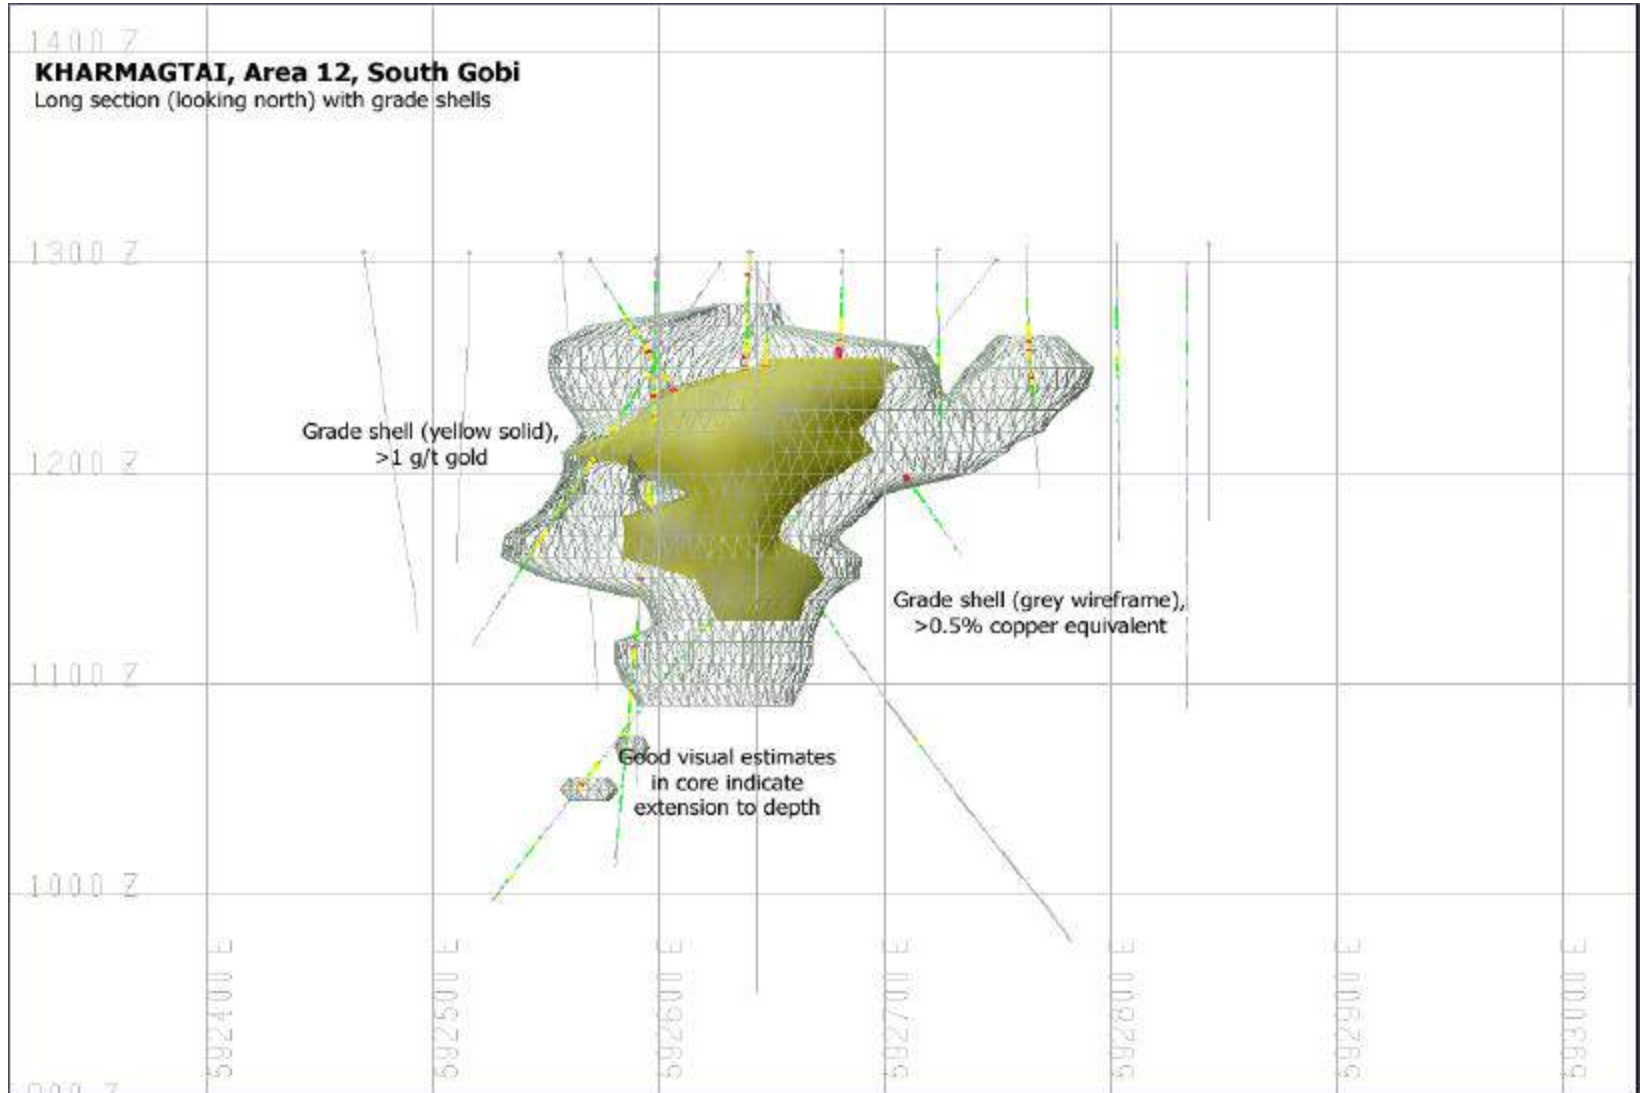 1400 Z
KHARMAGTAI, Area 12, South Gobi
Long section (looking north) with grade shells
1300 Z
Grade shell (yellow solid),
>1 g/t gold
1200 Z
Grade shell (grey wireframe),
>0.5% copper equivalent
1100 Z
Good visual estimates
in core indicate
extension to depth
1000 Z
592400 E
592500 E
592600 E
592700 E
592800 E
592900 E
593000 E